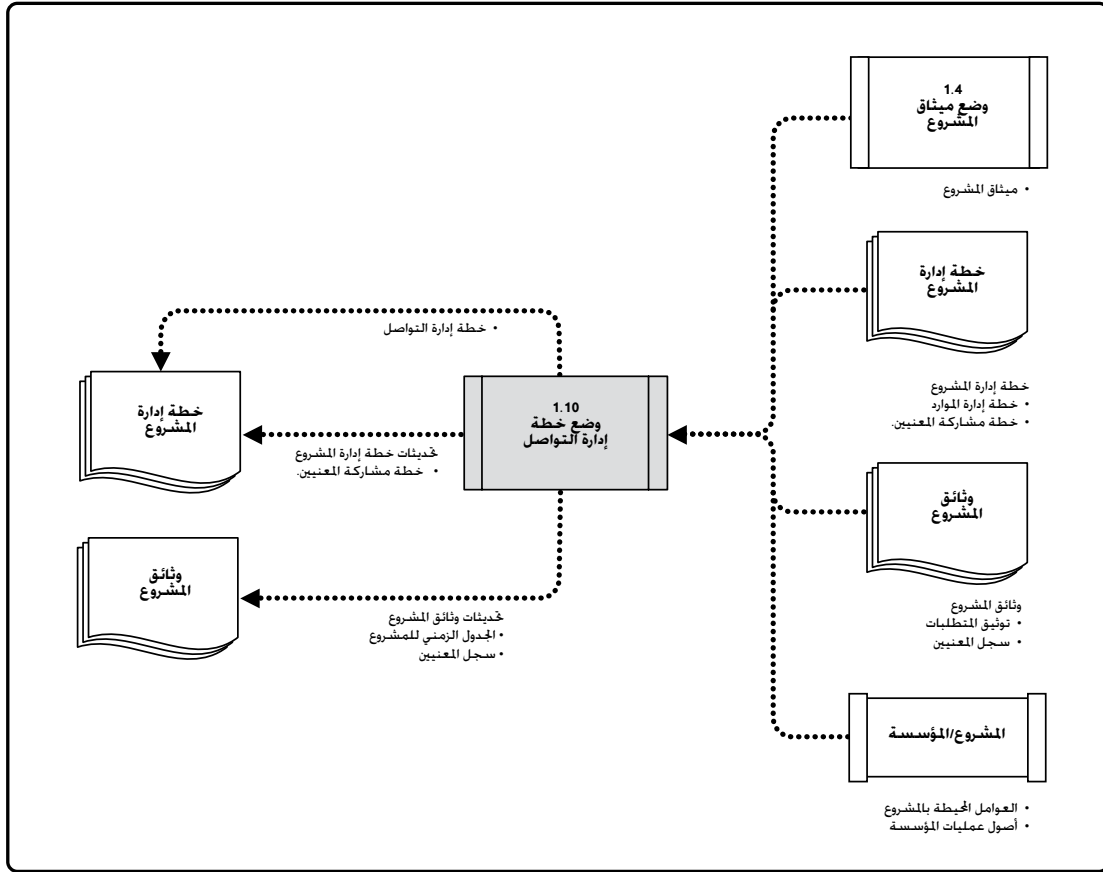 1.4
وضع ميثاق
المشروع
• ميثاق المشروع
خطة إدارة
المشروع
خطة إدارة المشروع
• خطة إدارة الموارد
• خطة مشاركة المعنيين.
وثائق
المشروع
وثائق المشروع
• توثيق المتطلبات
• سجل المعنيين
المشروع/المؤسسة
• العوامل المحيطة بالمشروع
• أصول عمليات المؤسسة
1.10
وضع خطة
إدارة التواصل
• خطة إدارة التواصل
تحديثات خطة إدارة المشروع
• خطة مشاركة المعنيين.
تحديثات وثائق المشروع
• الجدول الزمني للمشروع
• سجل المعنيين
خطة إدارة
المشروع
وثائق
المشروع